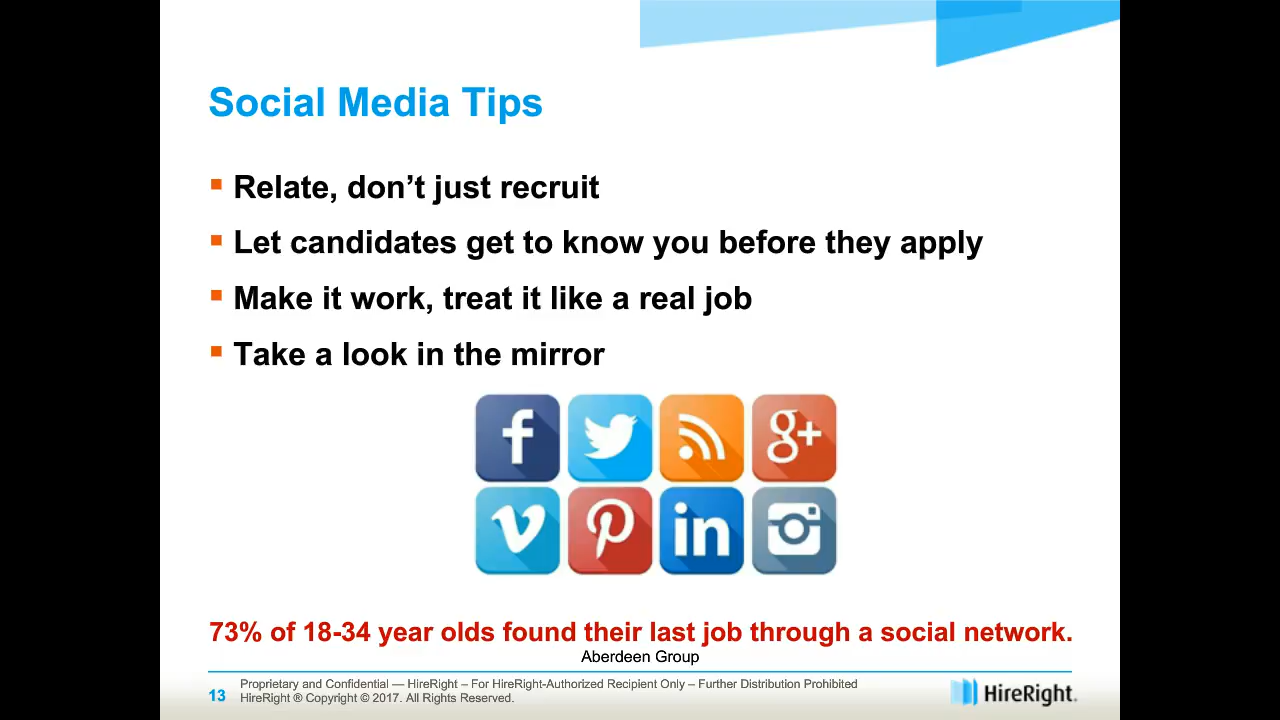 Social Media Tips
Relate, don’t just recruit
Let candidates get to know you before they apply
Make it work, treat it like a real job
Take a look in the mirror
f g+
in
73% of 18-34 year olds found their last job through a social network.
Aberdeen Group
Proprietary and Confidential — HireRight – For HireRight-Authorized Recipient Only – Further Distribution Prohibited
13 HireRight ® Copyright © 2017. All Rights Reserved.
HireRight.